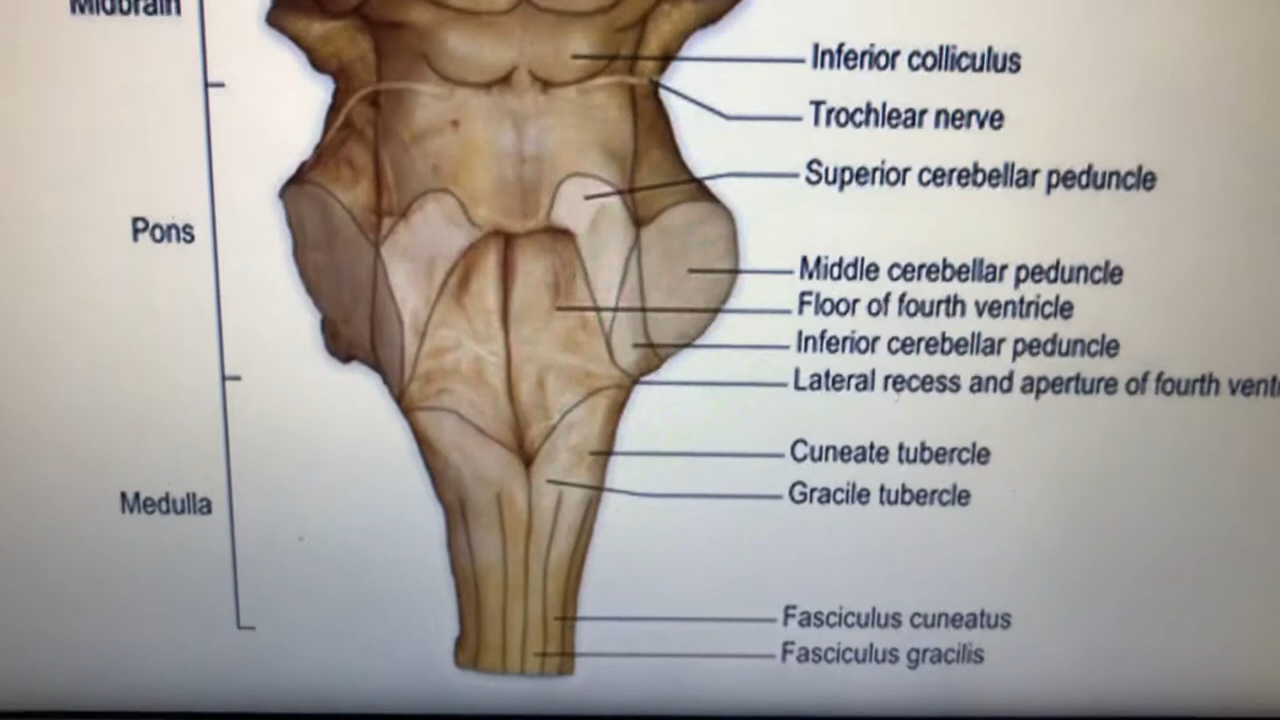 Midbrain
Inferior colliculus
Trochlear nerve
Superior cerebellar peduncle
Pons
Middle cerebellar peduncle
Floor of fourth ventricle
Inferior cerebellar peduncle
Lateral recess and aperture of fourth
Cuneate tubercle
Gracile tubercle
Medulla
Fasciculus cuneatus
Fasciculus gracilis